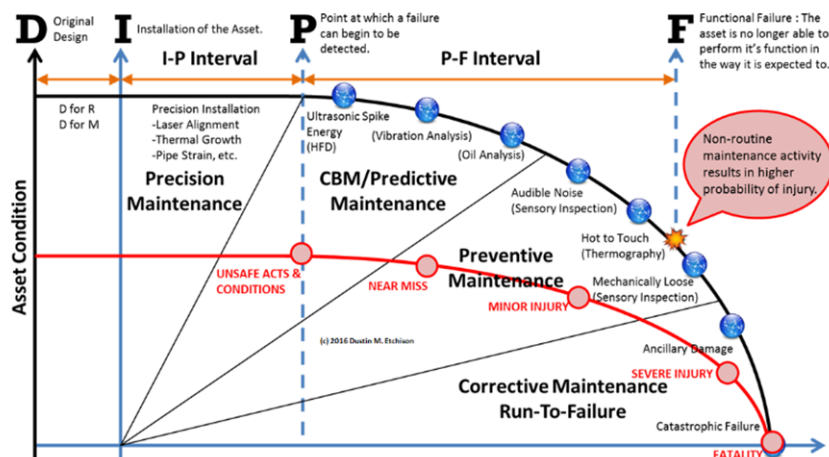 D
Original
Design
I
Installation of the Asset.
P
Point at which a failure
can begin to be
detected.
F
Functional Failure : The
asset is no longer able to
perform it's function in
the way it is expected to.
I-P Interval
P-F Interval
D for R
D for M
Precision Installation
-Laser Alignment
-Thermal Growth
-Pipe Strain, etc.
Ultrasonic Spike
Energy
(HFD)
(Vibration Analysis)
(Oil Analysis)
Non-routine
maintenance activity
results in higher
probability of injury.
Precision
Maintenance
CBM/Predictive
Maintenance
Audible Noise
(Sensory Inspection)
Hot to Touch
(Thermography)
Asset Condition
UNSAFE ACTS &
CONDITIONS
NEAR MISS
Preventive
Maintenance
Mechanically Loose
(Sensory Inspection)
MINOR INJURY
(c) 2016 Dustin M. Etchison
Ancillary Damage
SEVERE INJURY
Corrective Maintenance
Run-To-Failure
Catastrophic Failure
FATALITY